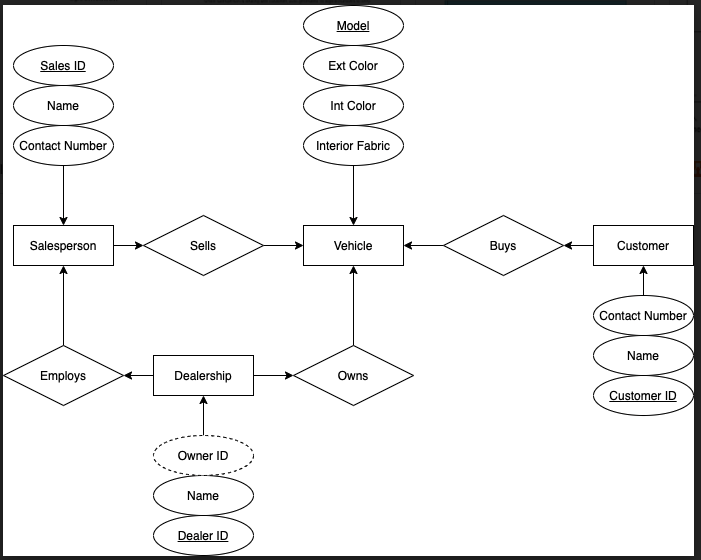 Model
Sales ID
Ext Color
Name
Int Color
Contact Number
Interior Fabric
Salesperson
Sells
Vehicle
Buys
Customer
Contact Number
Name
Customer ID
Employs
Dealership
Owns
Owner ID
Name
Dealer ID